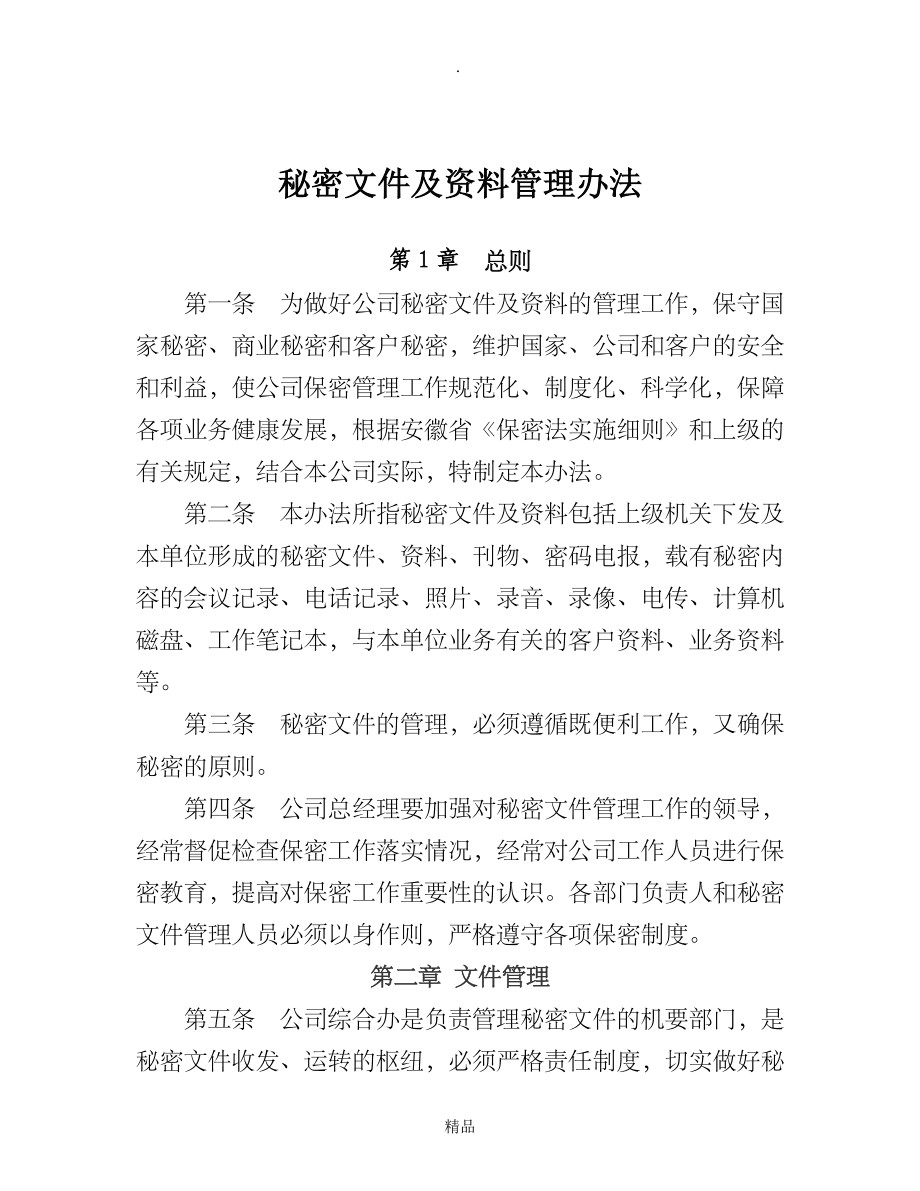 .
秘密文件及资料管理办法
第1章　总则
第一条　为做好公司秘密文件及资料的管理工作，保守国
家秘密、商业秘密和客户秘密，维护国家、公司和客户的安全
和利益，使公司保密管理工作规范化、制度化、科学化，保障
各项业务健康发展，根据安徽省《保密法实施细则》和上级的
有关规定，结合本公司实际，特制定本办法。
第二条　本办法所指秘密文件及资料包括上级机关下发及
本单位形成的秘密文件、资料、刊物、密码电报，载有秘密内
容的会议记录、电话记录、照片、录音、录像、电传、计算机
磁盘、工作笔记本，与本单位业务有关的客户资料、业务资料
等。
第三条　秘密文件的管理，必须遵循既便利工作，又确保
秘密的原则。
第四条　公司总经理要加强对秘密文件管理工作的领导，
经常督促检查保密工作落实情况，经常对公司工作人员进行保
密教育，提高对保密工作重要性的认识。各部门负责人和秘密
文件管理人员必须以身作则，严格遵守各项保密制度。
第二章 文件管理
第五条　公司综合办是负责管理秘密文件的机要部门，是
秘密文件收发、运转的枢纽，必须严格责任制度，切实做好秘
精品